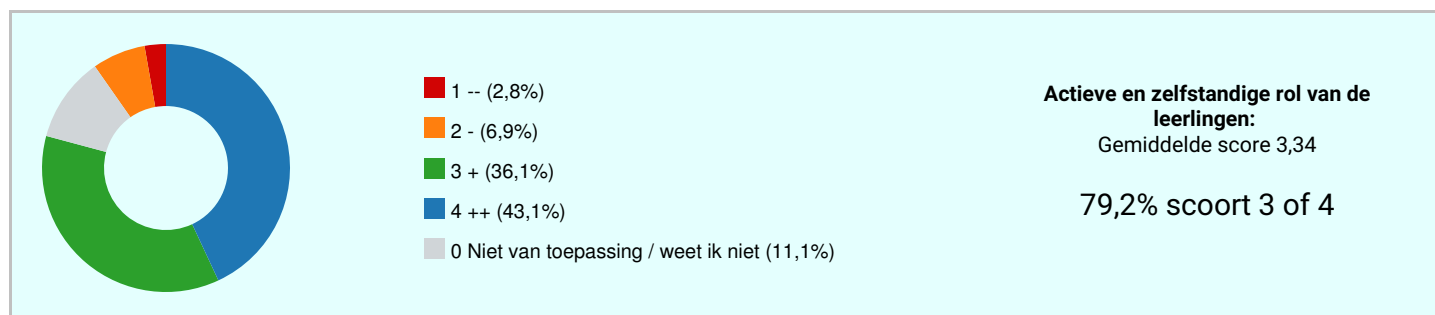 1 -- (2,8%)
2 - (6,9%)
3 + (36,1%)
4 ++ (43,1%)
0 Niet van toepassing / weet ik niet (11,1%)
Actieve en zelfstandige rol van de
leerlingen:
Gemiddelde score 3,34
79,2% scoort 3 of 4